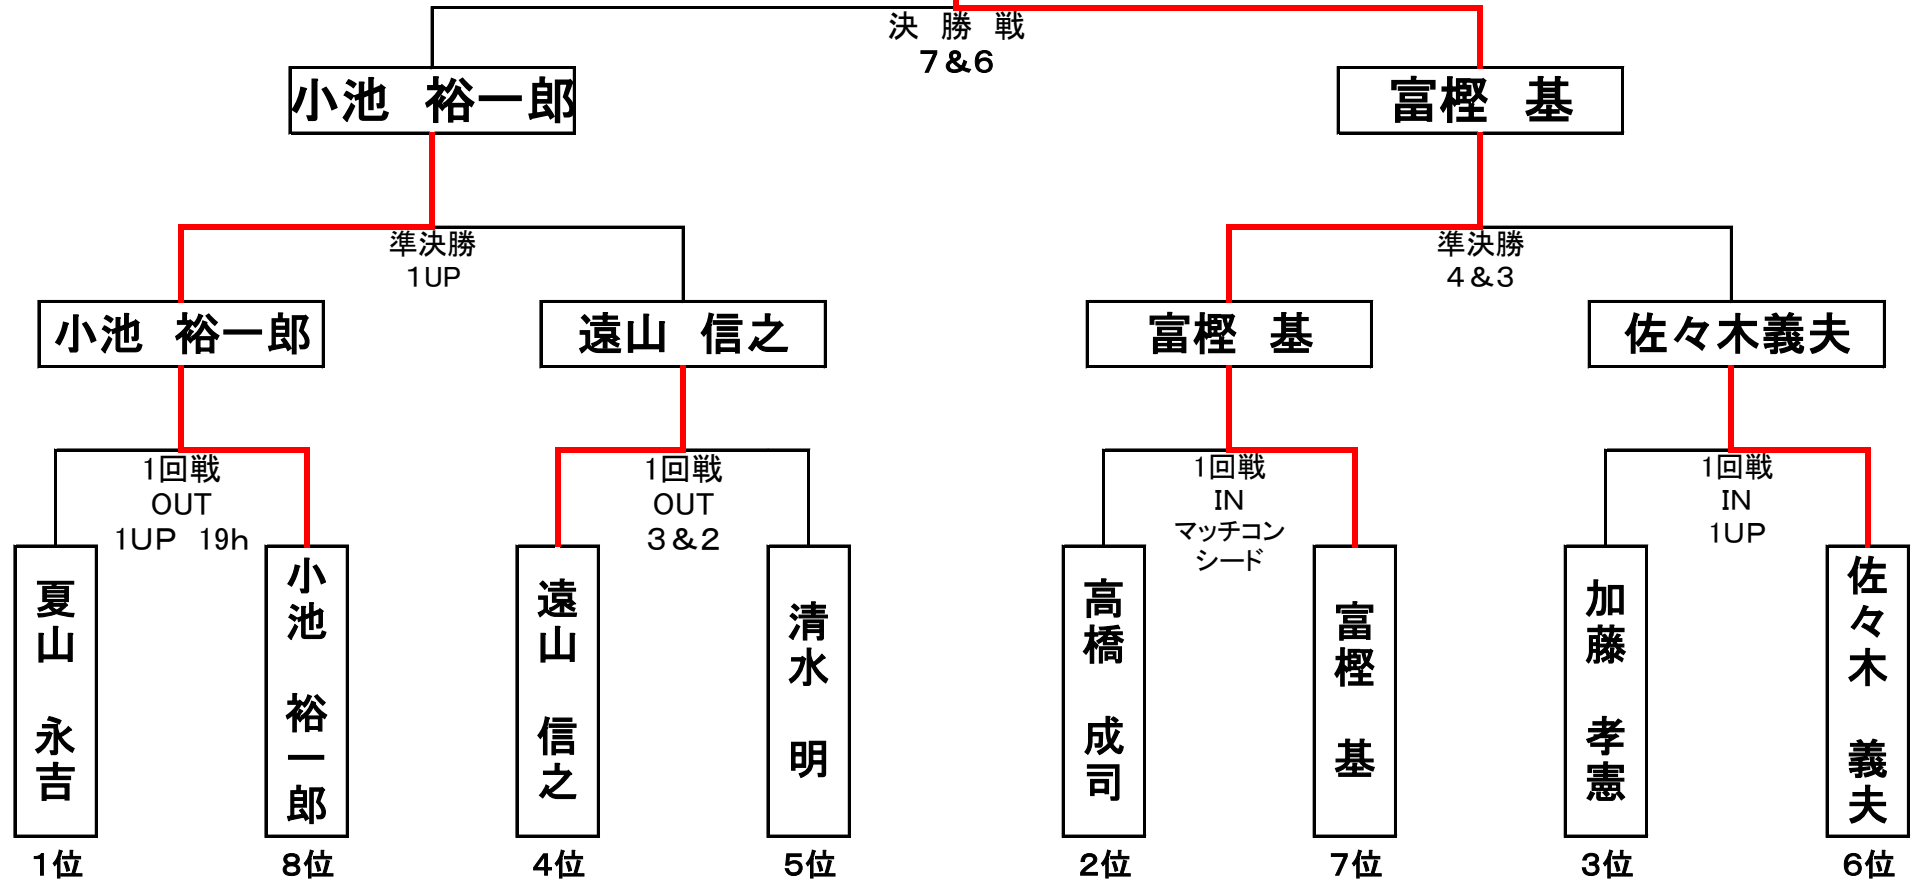 決　勝　戦
７＆６
小池　裕一郎
富樫　基
準決勝
１UP
準決勝
４＆３
小池　裕一郎
遠山　信之
富樫　基
佐々木義夫
1回戦
OUT
1UP　19h
1回戦
OUT
３＆２
1回戦
IN
マッチコン
シード
1回戦
IN
1UP
夏山　永吉
小池　裕一郎
遠山　信之
清水　明
高橋　成司
富樫　基
加藤　孝憲
佐々木　義夫
１位
８位
４位
５位
２位
７位
３位
６位